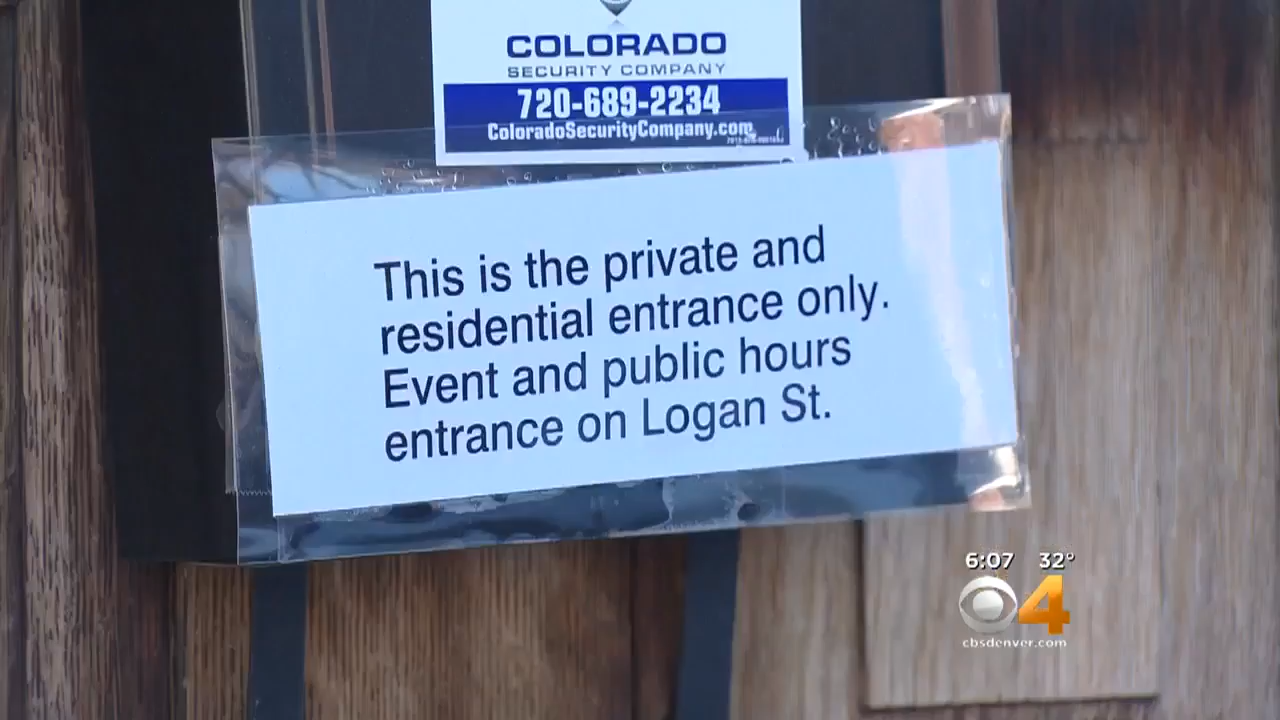 COLORADO
SECURITY COMPANY
720-689-2234
ColoradoSecurityCompany.com
This is the private and
residential entrance only.
Event and public hours
entrance on Logan St.
6:07 32°
4
cbsdenver.com